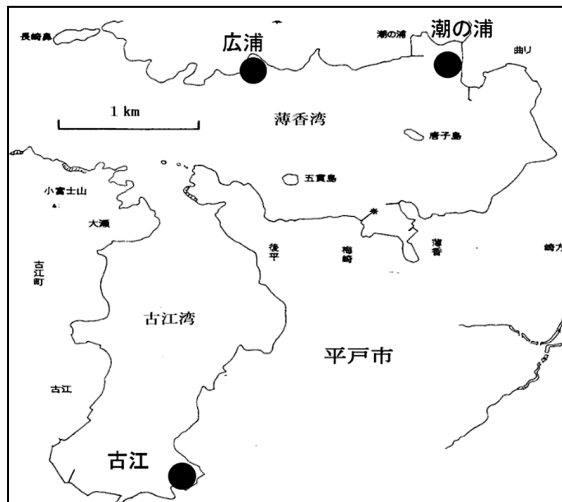 広浦
潮の浦
潮の浦
長崎鼻
曲り
1 km
薄香湾
磨子島
小富士山
五貫島
大瀬
後平
梅崎
薄香
崎方
古江町
古江湾
平戸市
古江
古江